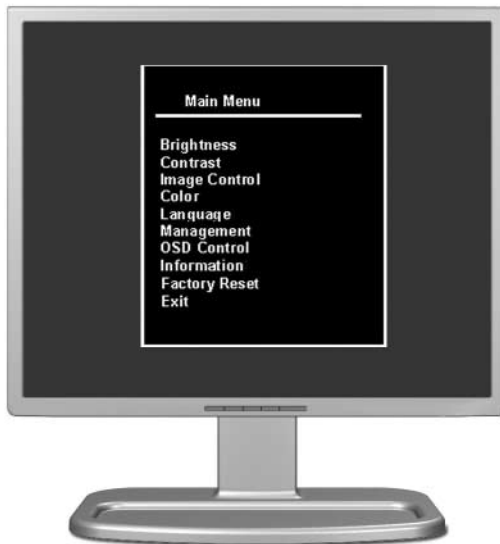 Main Menu
Brightness
Contrast
Image Control
Color
Language
Management
OSD Control
Information
Factory Reset
Exit